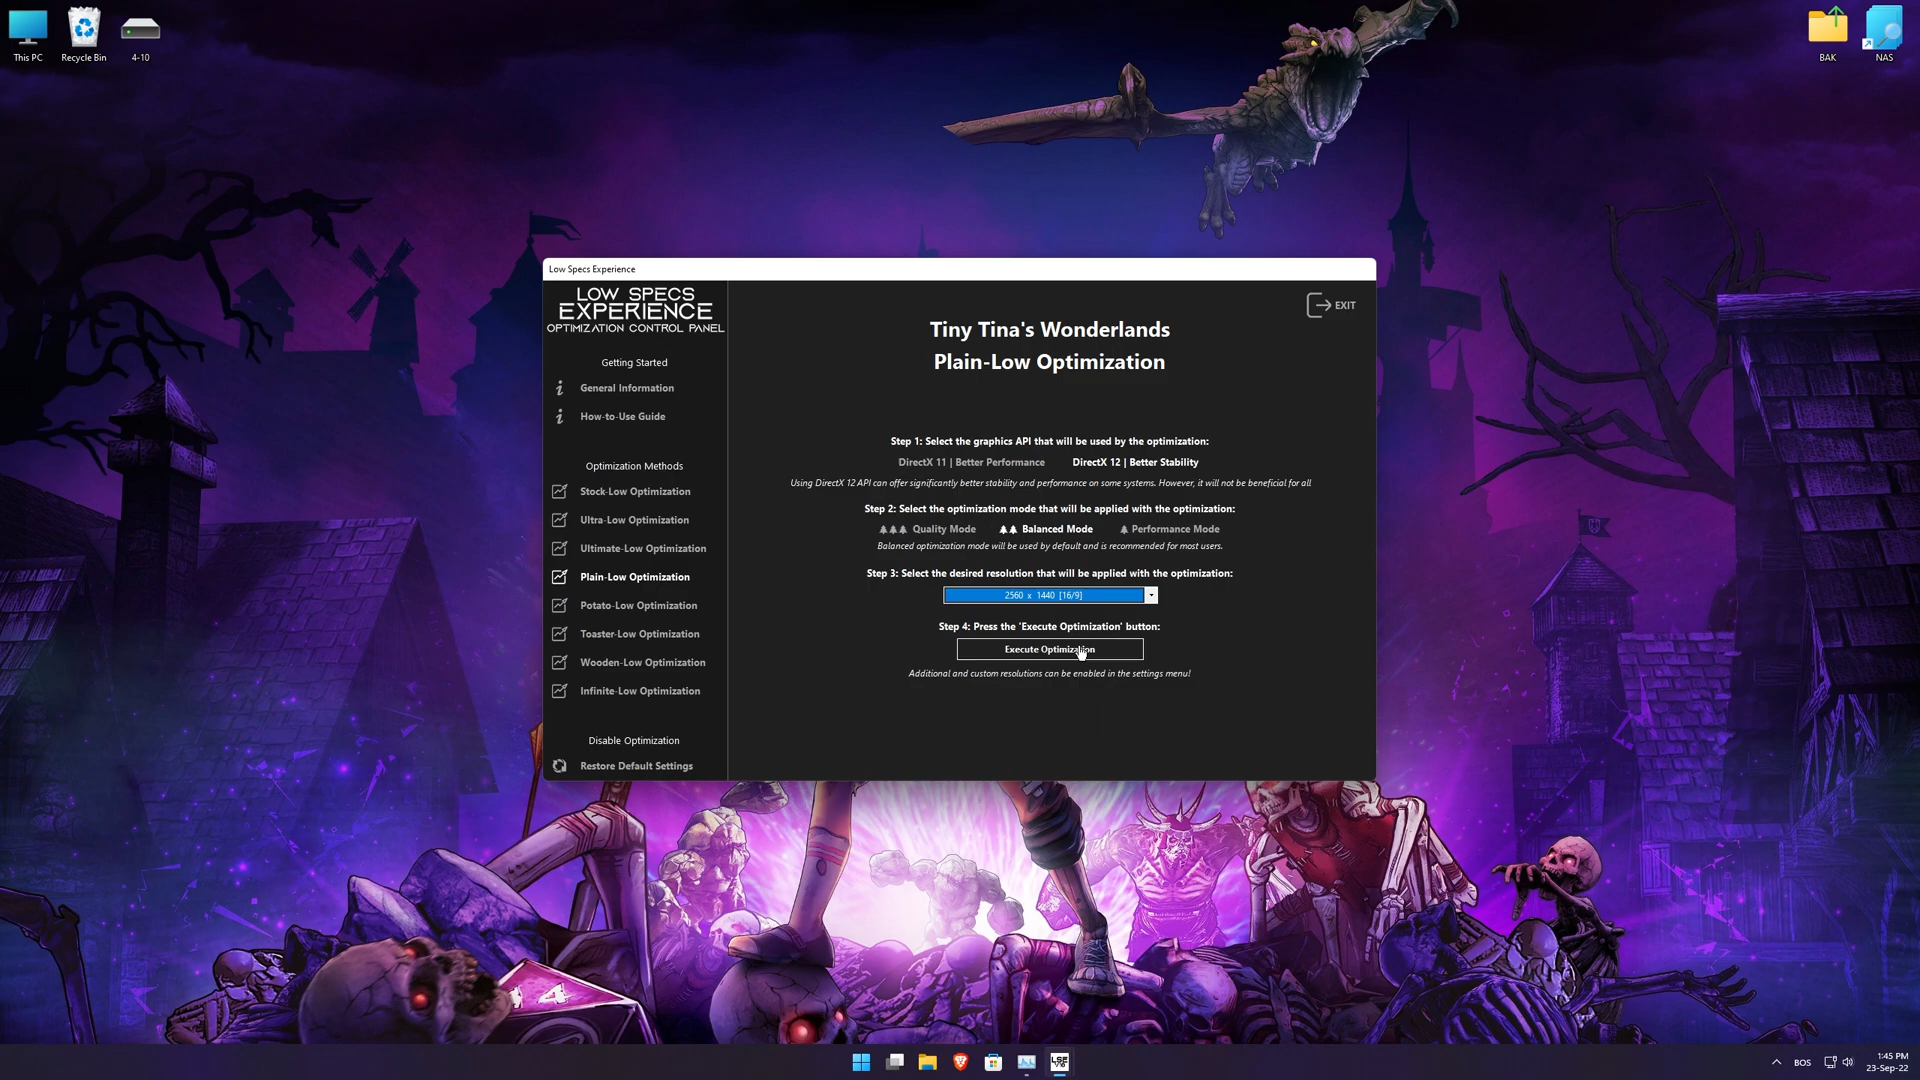 This PC
Recycle Bin
4-10
BAK
NAS
Low Specs Experience
LOW SPECS
EXPERIENCE
OPTIMIZATION CONTROL PANEL
Getting Started
General Information
How-to-Use Guide
Optimization Methods
Stock-Low Optimization
Ultra-Low Optimization
Ultimate-Low Optimization
Plain-Low Optimization
Potato-Low Optimization
Toaster-Low Optimization
Wooden-Low Optimization
Infinite-Low Optimization
Disable Optimization
Restore Default Settings
EXIT
Tiny Tina's Wonderlands
Plain-Low Optimization
Step 1: Select the graphics API that will be used by the optimization:
DirectX 11 | Better Performance DirectX 12 | Better Stability
Using DirectX 12 API can offer significantly better stability and performance on some systems. However, it will not be beneficial for all
Step 2: Select the optimization mode that will be applied with the optimization:
Quality Mode Balanced Mode Performance Mode
Balanced optimization mode will be used by default and is recommended for most users.
Step 3: Select the desired resolution that will be applied with the optimization:
2560 x 1440 [16/9]
Step 4: Press the 'Execute Optimization' button:
Execute Optimization
Additional and custom resolutions can be enabled in the settings menu!
14
LSE
BOS
1:45 PM
23-Sep-22